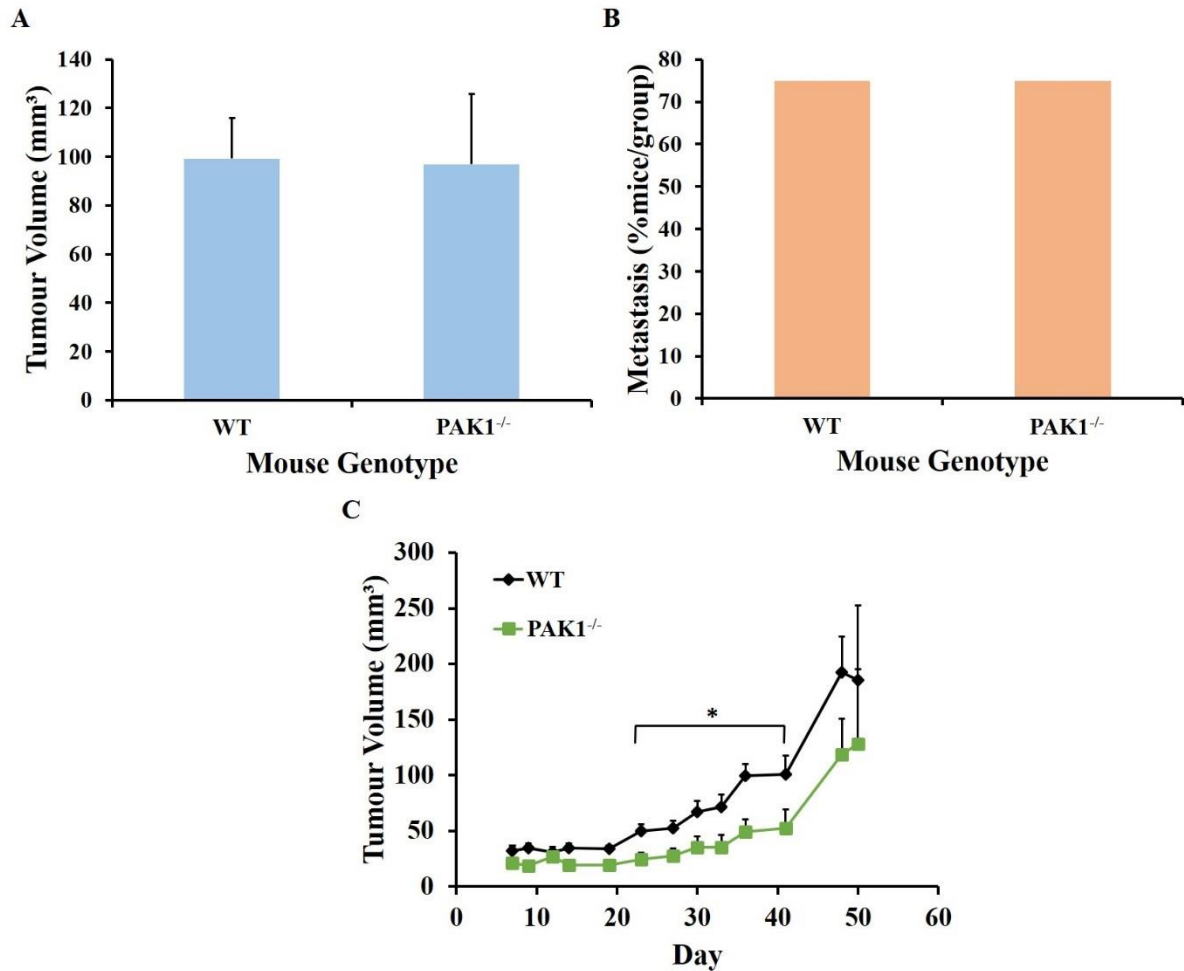 A
Tumour Volume (mm³)
140
120
100
80
60
40
20
0
WT
PAK1⁻/⁻
Mouse Genotype
B
Metastasis (%mice/group)
80
70
60
50
40
30
20
10
0
WT
PAK1⁻/⁻
Mouse Genotype
C
Tumour Volume (mm³)
300
250
200
150
100
50
0
WT
PAK1⁻/⁻
*
0 10 20 30 40 50 60
Day